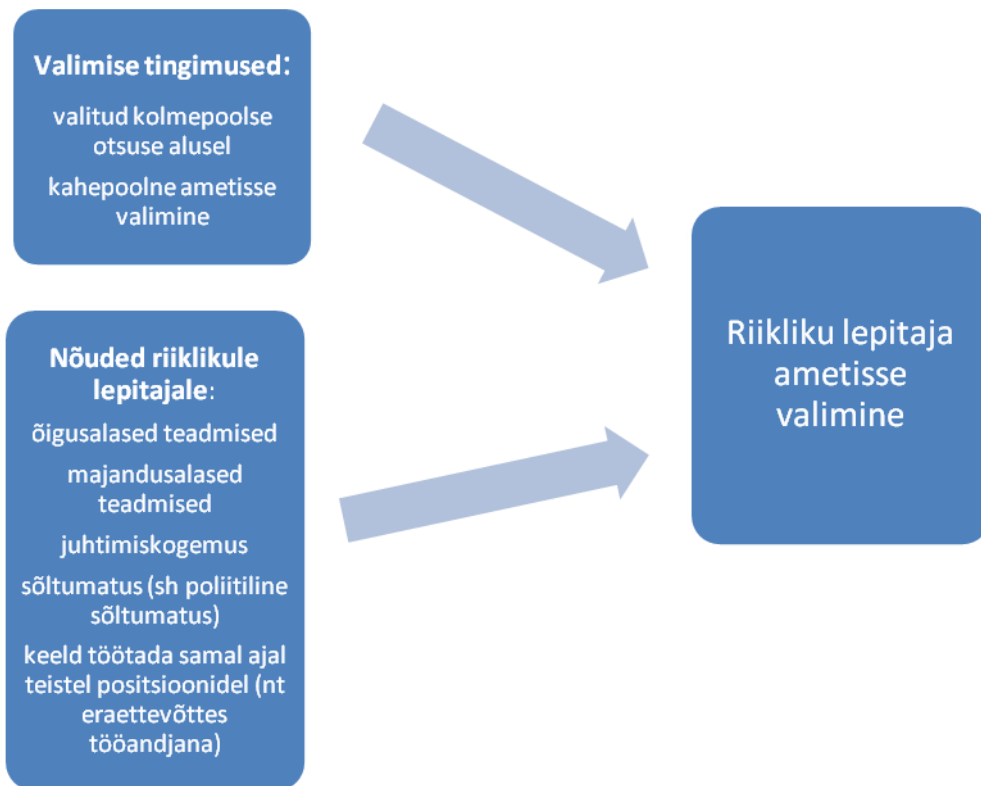 Valimise tingimused:
valitud kolmepoolse
otsuse alusel
kahepoolne ametisse
valimine
Nõuded riiklikule
lepitajale:
õigusalased teadmised
majandusalased
teadmised
juhtimiskogemus
sõltumatus (sh poliitiline
sõltumatus)
keeld töötada samal ajal
teistel positsioonidel (nt
eraettevõttes
tööandjana)
Riikliku lepitaja
ametisse
valimine